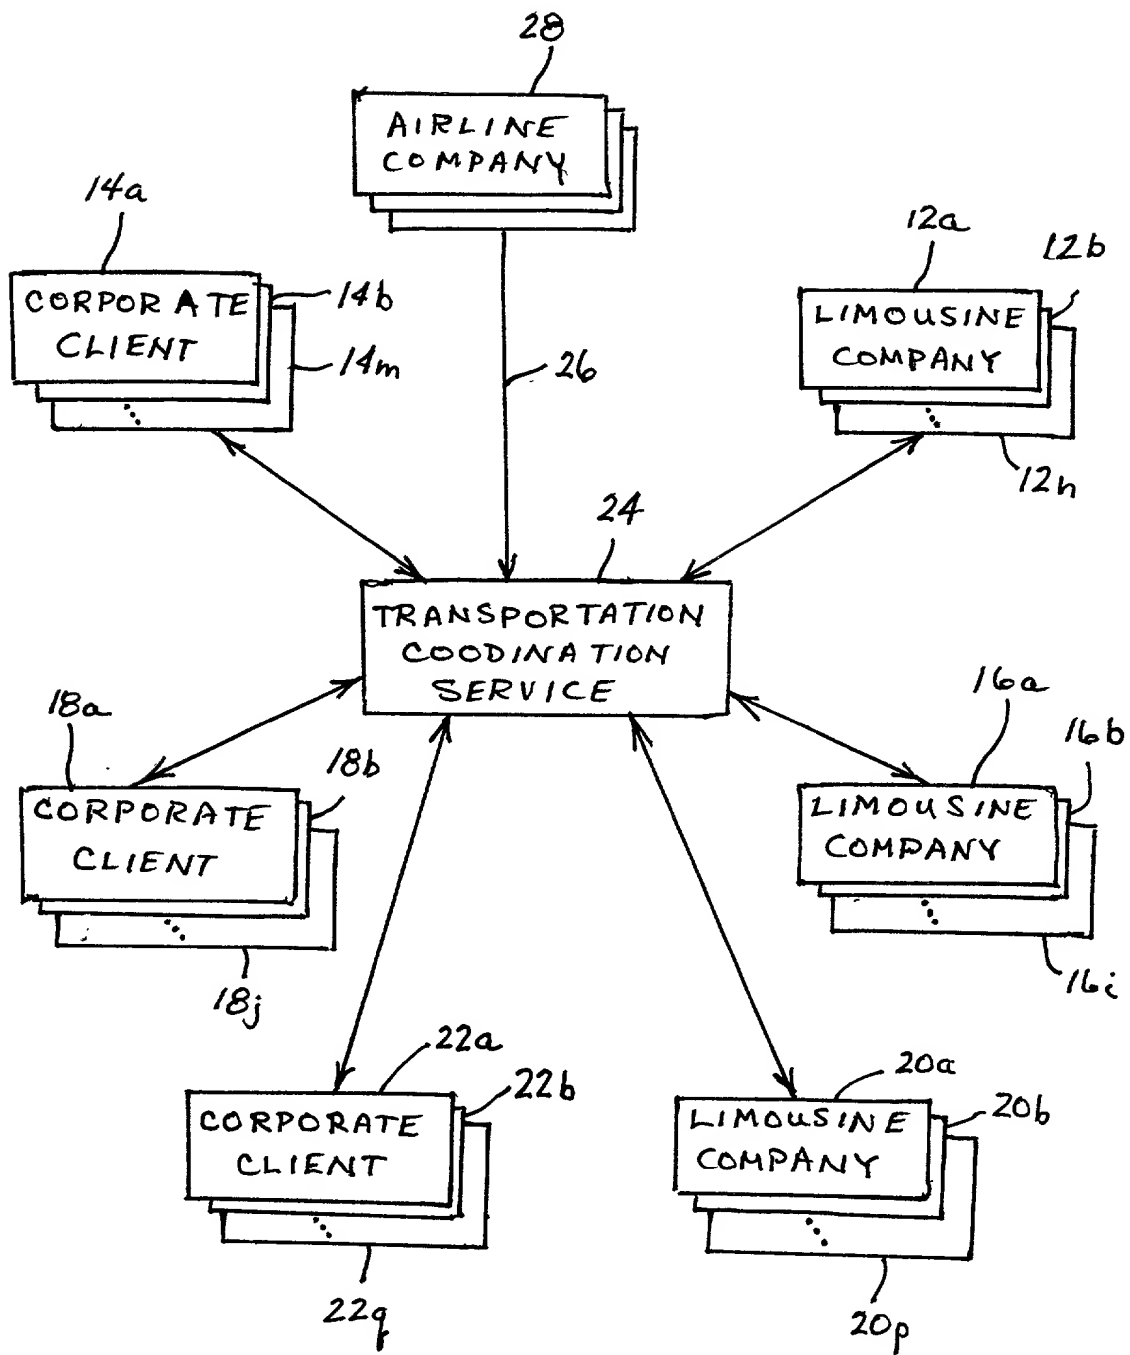 28
AIRLINE
COMPANY
14a
CORPORATE
CLIENT
14b
14m
12a
12b
LIMOUSINE
COMPANY
12n
26
24
TRANSPORTATION
COODINATION
SERVICE
18a
18b
CORPORATE
CLIENT
18j
16a
16b
LIMOUSINE
COMPANY
16i
22a
22b
CORPORATE
CLIENT
22q
20a
20b
LIMOUSINE
COMPANY
20p